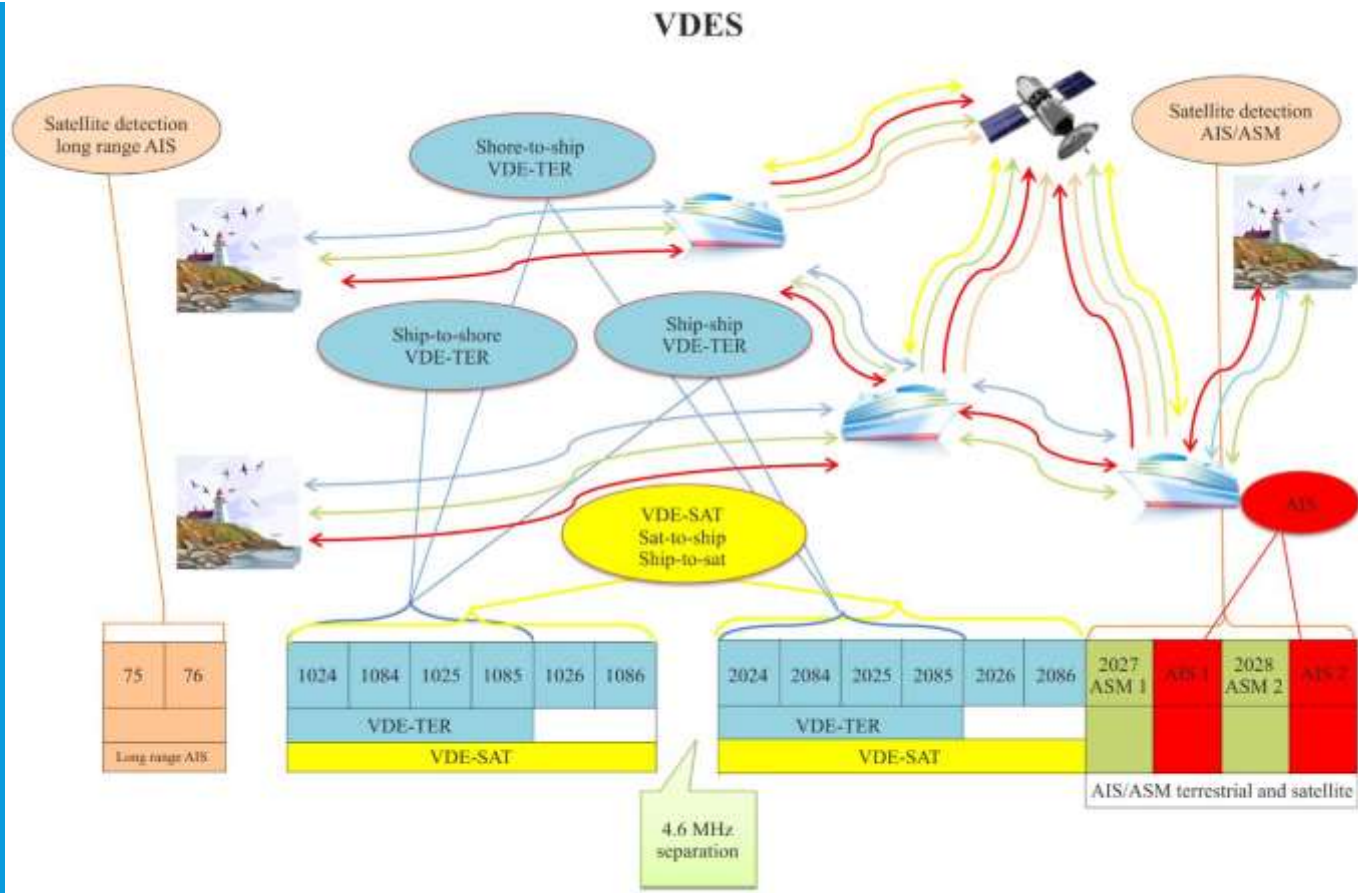 VDES
Satellite detection
long range AIS
Shore-to-ship
VDE-TER
Satellite detection
AIS/ASM
Ship-to-shore
VDE-TER
Ship-ship
VDE-TER
VDE-SAT
Sat-to-ship
Ship-to-sat
AIS
75 76
1024 1084 1025 1085 1026 1086
2024 2084 2025 2085 2026 2086
2027
ASM 1
AIS 1
2028
ASM 2
AIS 2
VDE-TER
VDE-TER
Long range AIS
VDE-SAT
VDE-SAT
AIS/ASM terrestrial and satellite
4.6 MHz
separation